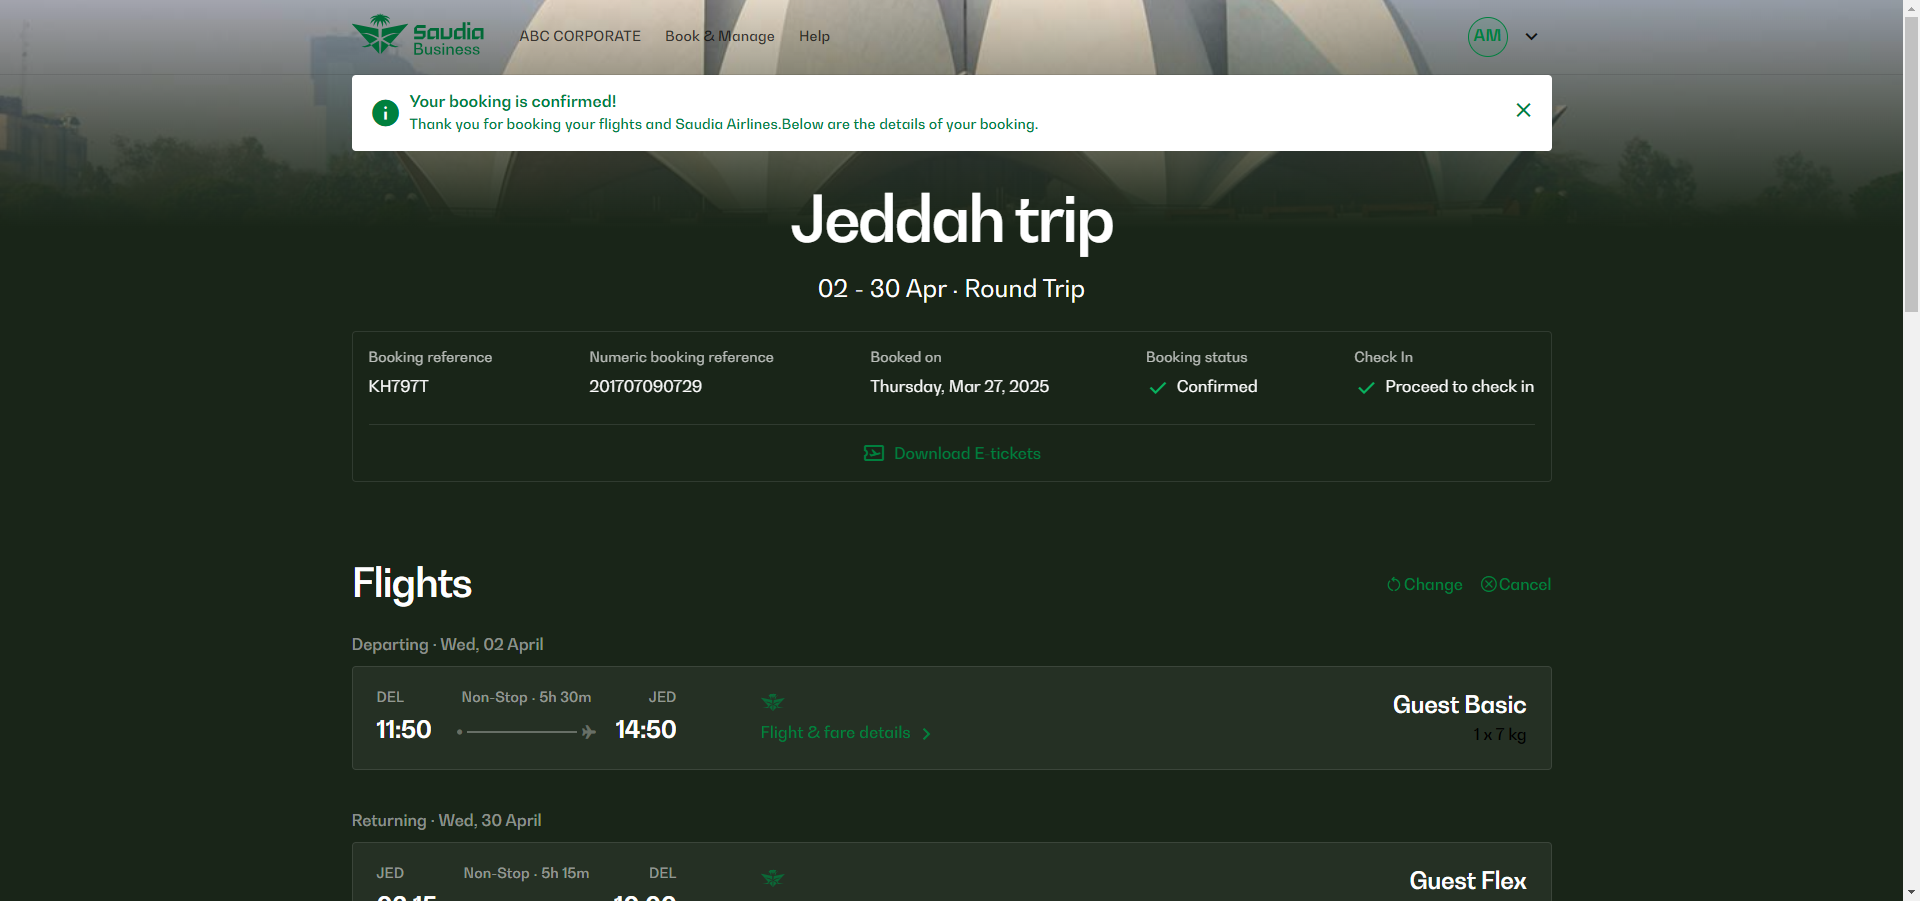 Saudia
Business
ABC CORPORATE
Book & Manage
Help
AM
Your booking is confirmed!
Thank you for booking your flights and Saudia Airlines.Below are the details of your booking.
Jeddah trip
02 - 30 Apr · Round Trip
Booking reference
KH797T
Numeric booking reference
201707090729
Booked on
Thursday, Mar 27, 2025
Booking status
Confirmed
Check In
Proceed to check in
Download E-tickets
Flights
Change
Cancel
Departing · Wed, 02 April
DEL
Non-Stop · 5h 30m
JED
11:50
14:50
Flight & fare details
Guest Basic
1 x 7 kg
Returning · Wed, 30 April
JED
Non-Stop · 5h 15m
DEL
Guest Flex